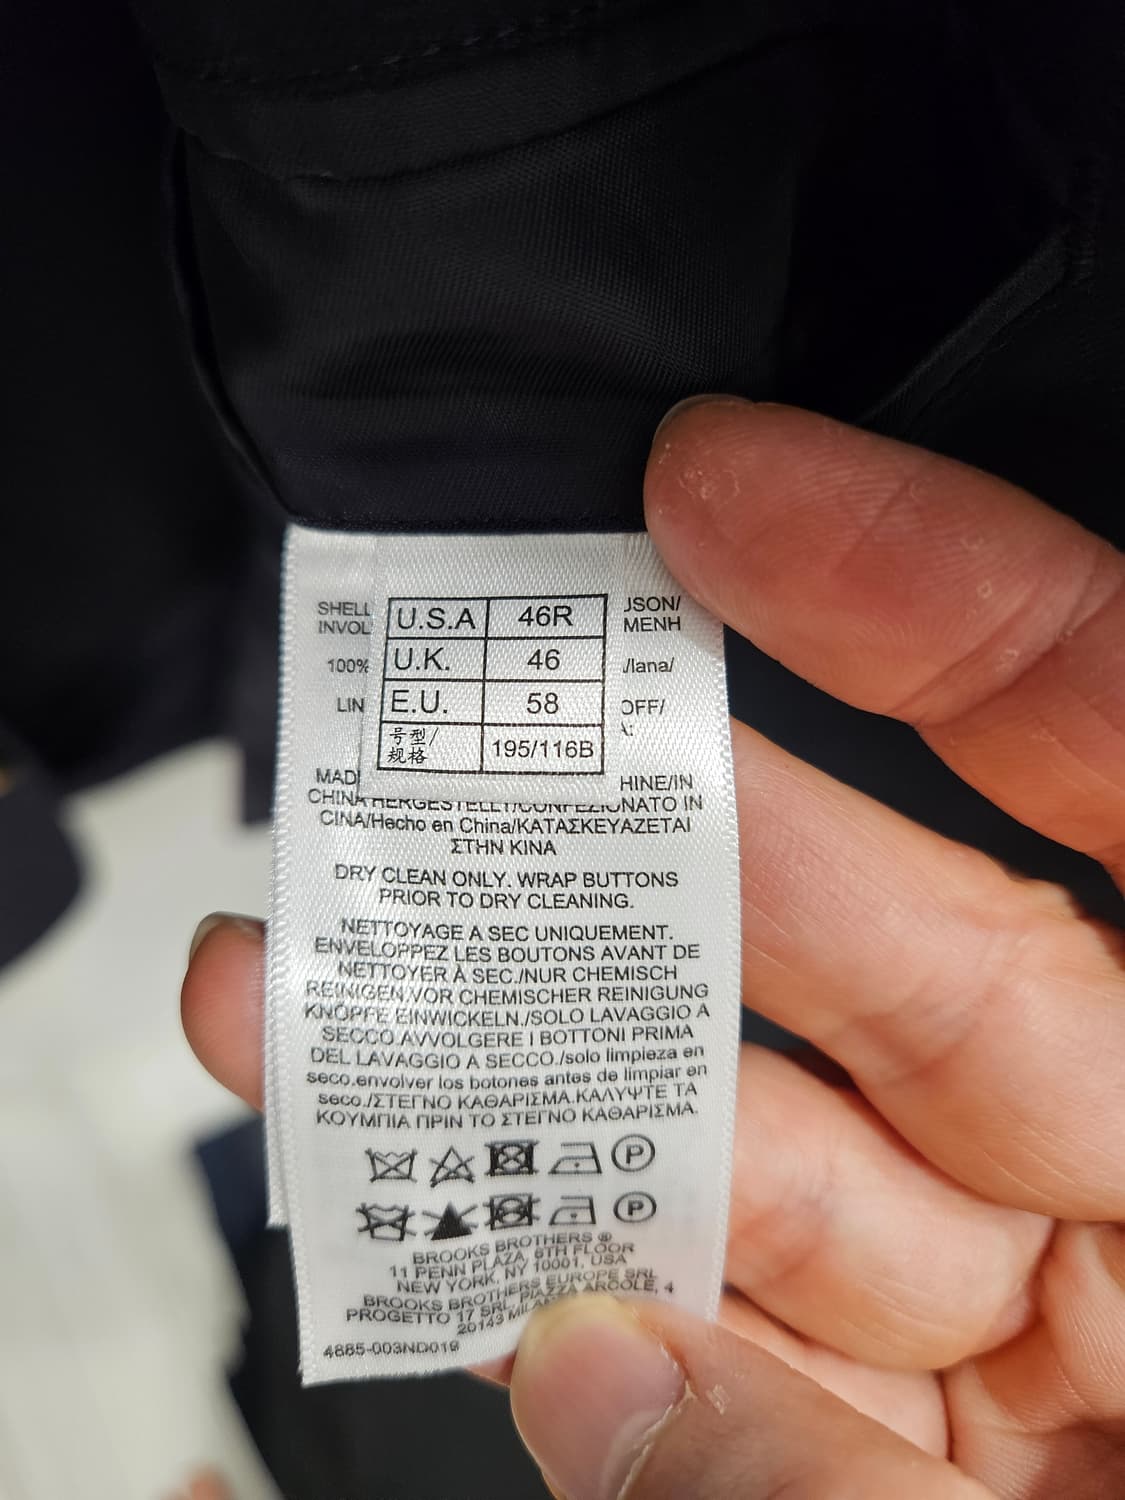 SHELL JSON/
INVOL MENH
100% /lana/
LIN OFF/
U.S.A 46R
U.K. 46
E.U. 58
号型/规格 195/116B
MAD HINE/IN
CHINA HERGESTELLT/CONFEZIONATO IN
CINA/Hecho en China/ΚΑΤΑΣΚΕΥΑΖΕΤΑΙ
ΣΤΗΝ ΚΙΝΑ
DRY CLEAN ONLY. WRAP BUTTONS
PRIOR TO DRY CLEANING.
NETTOYAGE A SEC UNIQUEMENT.
ENVELOPPEZ LES BOUTONS AVANT DE
NETTOYER À SEC./NUR CHEMISCH
REINIGEN.VOR CHEMISCHER REINIGUNG
KNÖPFE EINWICKELN./SOLO LAVAGGIO A
SECCO.AVVOLGERE I BOTTONI PRIMA
DEL LAVAGGIO A SECCO./solo limpieza en
seco.envolver los botones antes de limpiar en
seco./ΣΤΕΓΝΟ ΚΑΘΑΡΙΣΜΑ.ΚΑΛΥΨΤΕ ΤΑ
ΚΟΥΜΠΙΑ ΠΡΙΝ ΤΟ ΣΤΕΓΝΟ ΚΑΘΑΡΙΣΜΑ.
P
P
BROOKS BROTHERS ®
11 PENN PLAZA, 6TH FLOOR
NEW YORK, NY 10001, USA
BROOKS BROTHERS EUROPE SRL
PROGETTO 17 SRL, PIAZZA ARCOLE, 4
20143
4885-003ND019